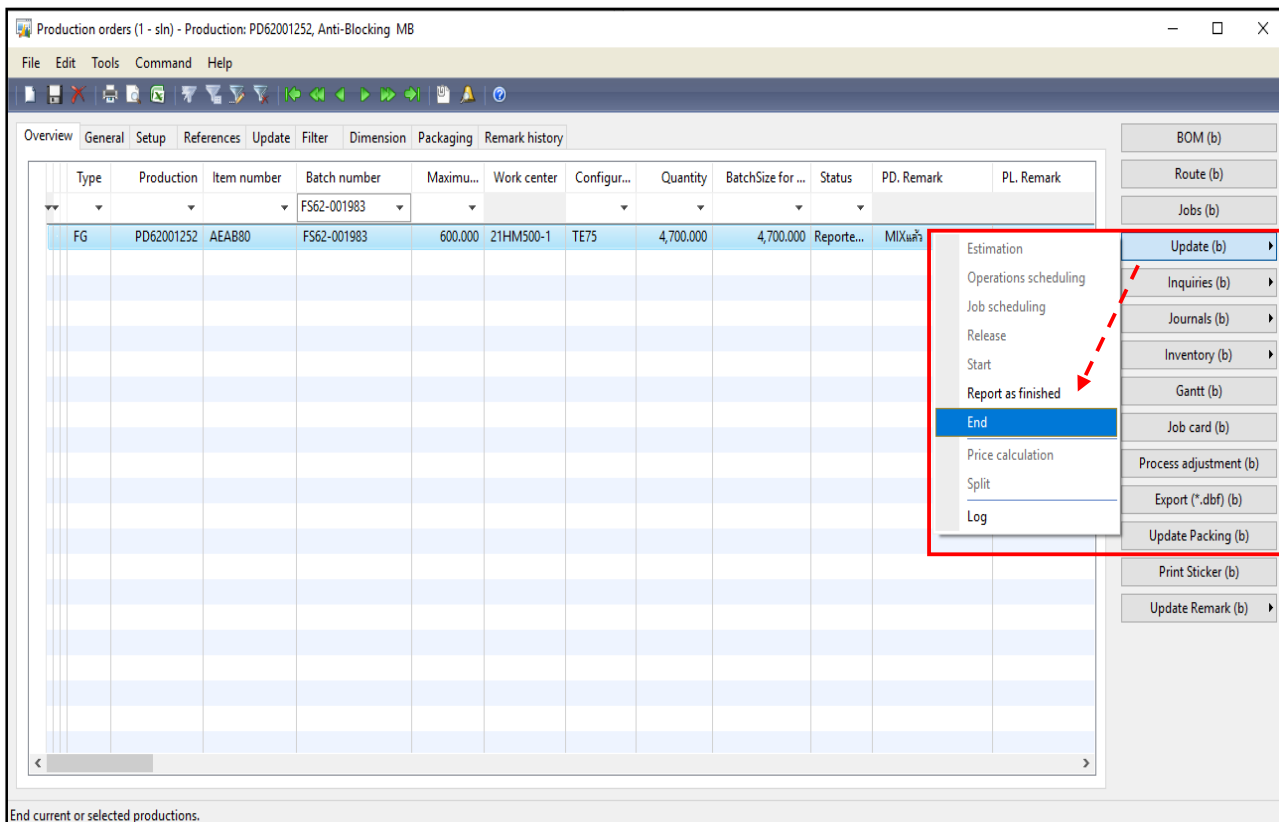 Production orders (1 - sln) - Production: PD62001252, Anti-Blocking MB
File Edit Tools Command Help
Overview General Setup References Update Filter Dimension Packaging Remark history
Type Production Item number Batch number Maximu... Work center Configur... Quantity BatchSize for ... Status PD. Remark PL. Remark
FS62-001983
FG PD62001252 AEAB80 FS62-001983 600.000 21HM500-1 TE75 4,700.000 4,700.000 Reporte... MIXแล้ว
Estimation
Operations scheduling
Job scheduling
Release
Start
Report as finished
End
Price calculation
Split
Log
BOM (b)
Route (b)
Jobs (b)
Update (b)
Inquiries (b)
Journals (b)
Inventory (b)
Gantt (b)
Job card (b)
Process adjustment (b)
Export (*.dbf) (b)
Update Packing (b)
Print Sticker (b)
Update Remark (b)
End current or selected productions.